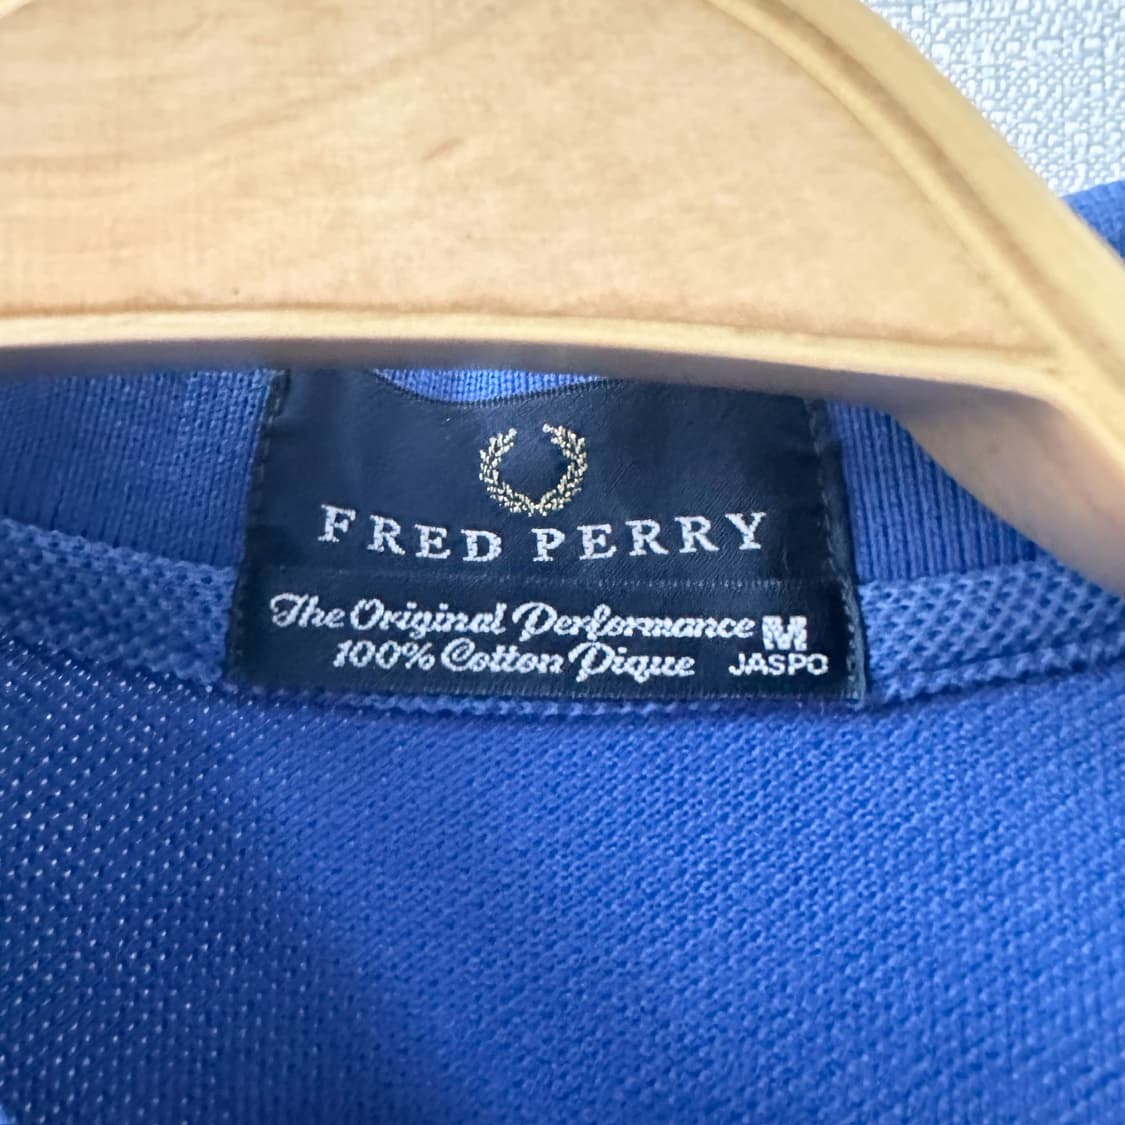 FRED PERRY
The Original Performance M
100% Cotton Pique JASPO